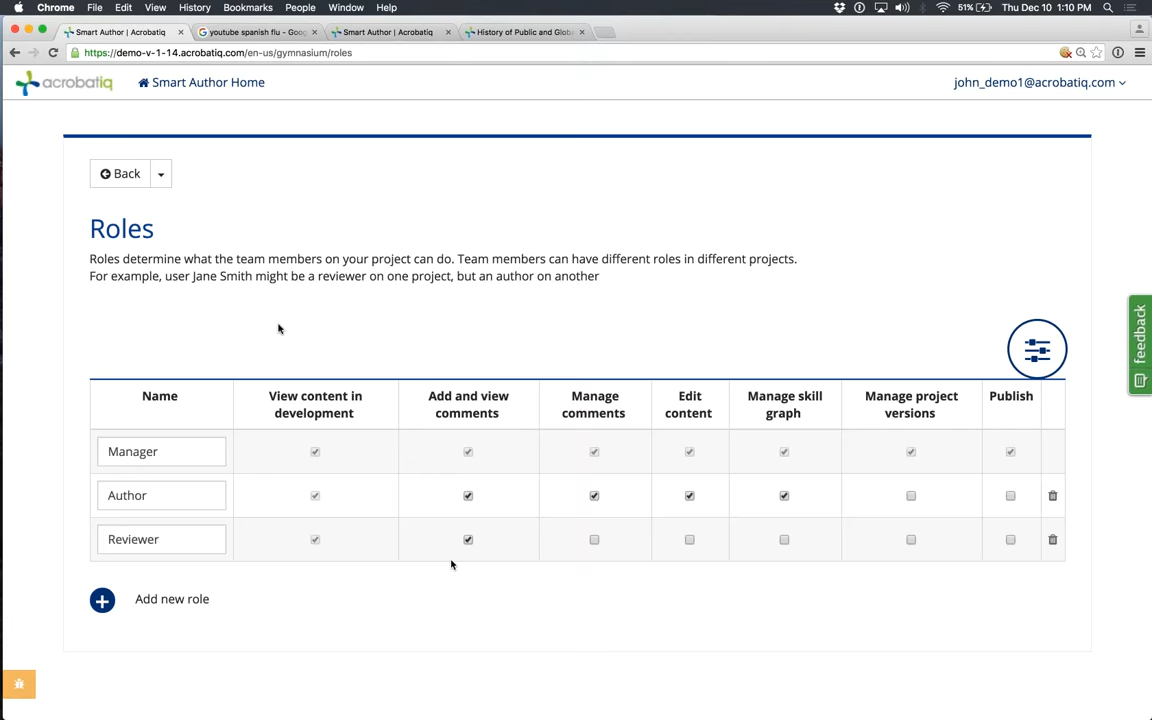 Chrome File Edit View History Bookmarks People Window Help 51% Thu Dec 10 1:10 PM
Smart Author | Acrobatiq
youtube spanish flu - Goog
Smart Author | Acrobatiq
History of Public and Globa
https://demo-v-1-14.acrobatiq.com/en-us/gymnasium/roles
acrobatiq Smart Author Home john_demo1@acrobatiq.com
Back
Roles
Roles determine what the team members on your project can do. Team members can have different roles in different projects.
For example, user Jane Smith might be a reviewer on one project, but an author on another
feedback
Name
View content in
development
Add and view
comments
Manage
comments
Edit
content
Manage skill
graph
Manage project
versions
Publish
Manager
Author
Reviewer
Add new role